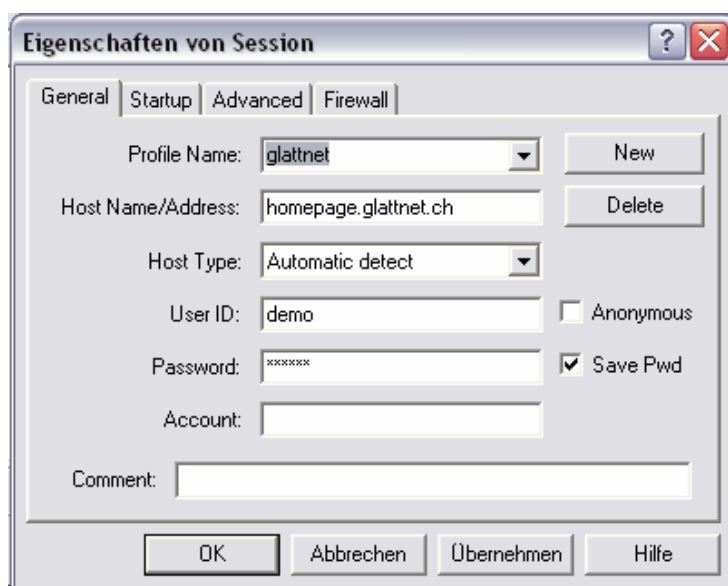 Eigenschaften von Session
General Startup Advanced Firewall
Profile Name: glattnet New
Host Name/Address: homepage.glattnet.ch Delete
Host Type: Automatic detect
User ID: demo Anonymous
Password: ****** Save Pwd
Account:
Comment:
OK Abbrechen Übernehmen Hilfe